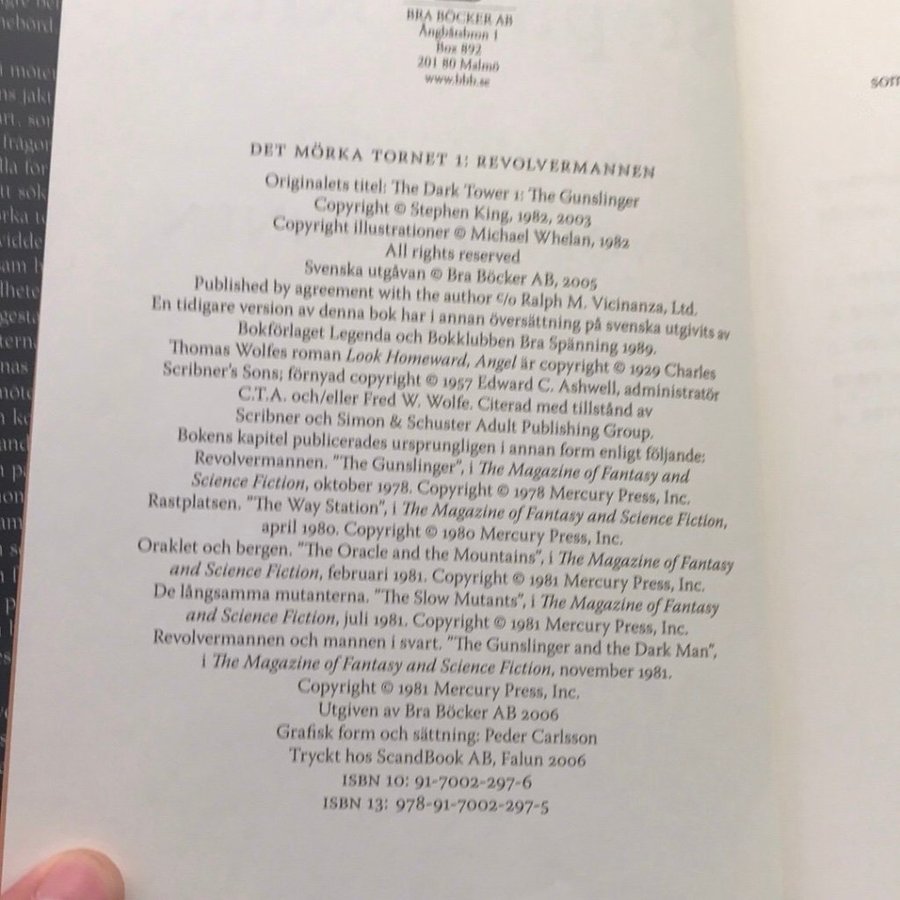 BRA BÖCKER AB
Ångbåtsbron 1
Box 892
201 80 Malmö
www.bbb.se
DET MÖRKA TORNET 1: REVOLVERMANNEN
Originalets titel: The Dark Tower 1: The Gunslinger
Copyright © Stephen King, 1982, 2003
Copyright illustrationer © Michael Whelan, 1982
All rights reserved
Svenska utgåvan © Bra Böcker AB, 2005
Published by agreement with the author c/o Ralph M. Vicinanza, Ltd.
En tidigare version av denna bok har i annan översättning på svenska utgivits av
Bokförlaget Legenda och Bokklubben Bra Spänning 1989.
Thomas Wolfes roman Look Homeward, Angel är copyright © 1929 Charles
Scribner's Sons; förnyad copyright © 1957 Edward C. Ashwell, administratör
C.T.A. och/eller Fred W. Wolfe. Citerad med tillstånd av
Scribner och Simon & Schuster Adult Publishing Group.
Bokens kapitel publicerades ursprungligen i annan form enligt följande:
Revolvermannen. "The Gunslinger", i The Magazine of Fantasy and
Science Fiction, oktober 1978. Copyright © 1978 Mercury Press, Inc.
Rastplatsen. "The Way Station", i The Magazine of Fantasy and Science Fiction,
april 1980. Copyright © 1980 Mercury Press, Inc.
Oraklet och bergen. "The Oracle and the Mountains", i The Magazine of Fantasy
and Science Fiction, februari 1981. Copyright © 1981 Mercury Press, Inc.
De långsamma mutanterna. "The Slow Mutants", i The Magazine of Fantasy
and Science Fiction, juli 1981. Copyright © 1981 Mercury Press, Inc.
Revolvermannen och mannen i svart. "The Gunslinger and the Dark Man",
i The Magazine of Fantasy and Science Fiction, november 1981.
Copyright © 1981 Mercury Press, Inc.
Utgiven av Bra Böcker AB 2006
Grafisk form och sättning: Peder Carlsson
Tryckt hos ScandBook AB, Falun 2006
ISBN 10: 91-7002-297-6
ISBN 13: 978-91-7002-297-5